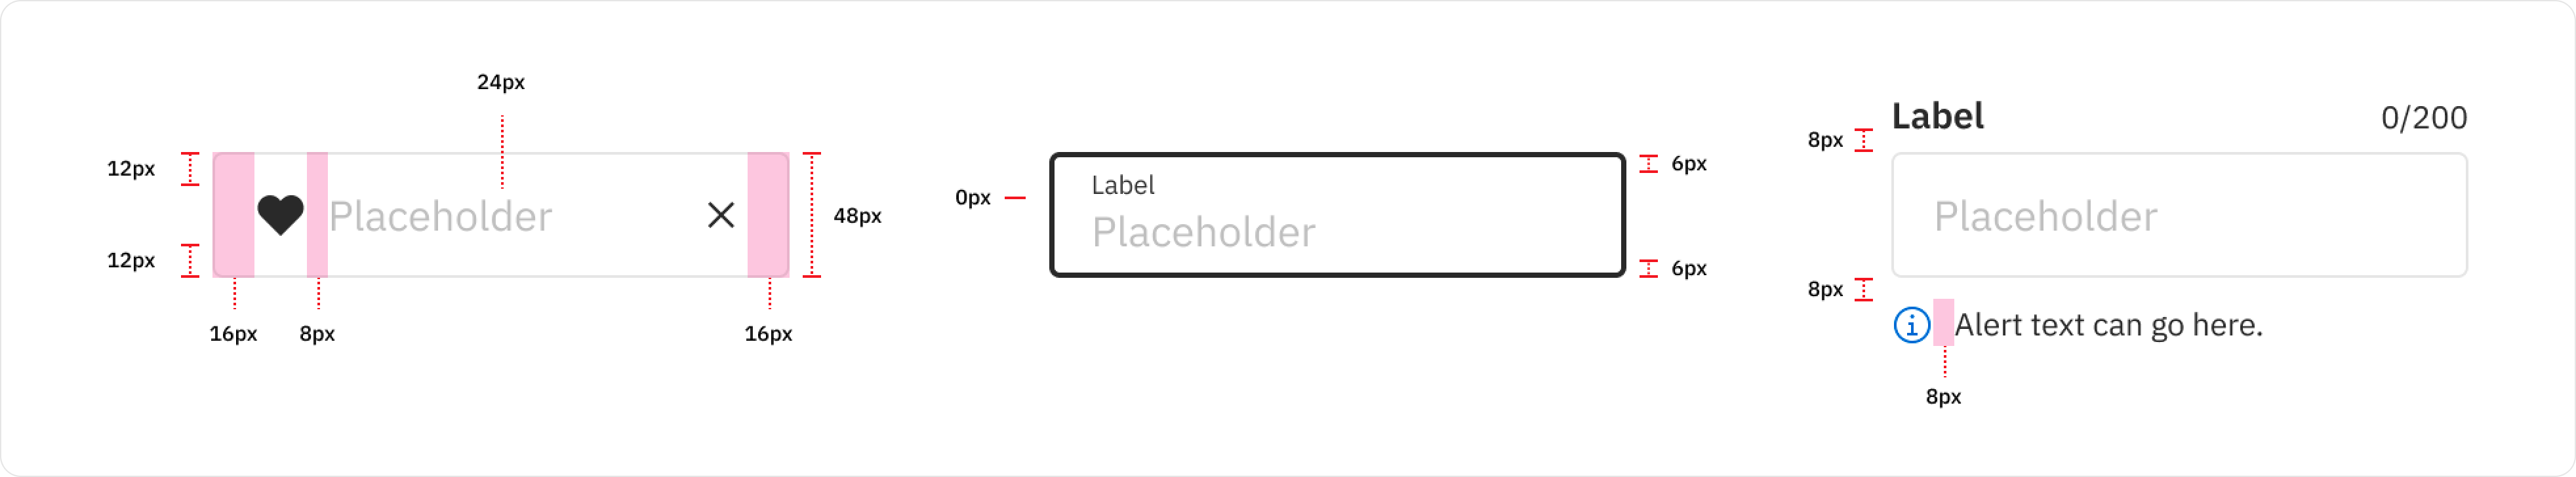 24px
12px
12px
Placeholder
48px
16px
8px
16px
0px
Label
Placeholder
6px
6px
Label
0/200
8px
Placeholder
8px
Alert text can go here.
8px